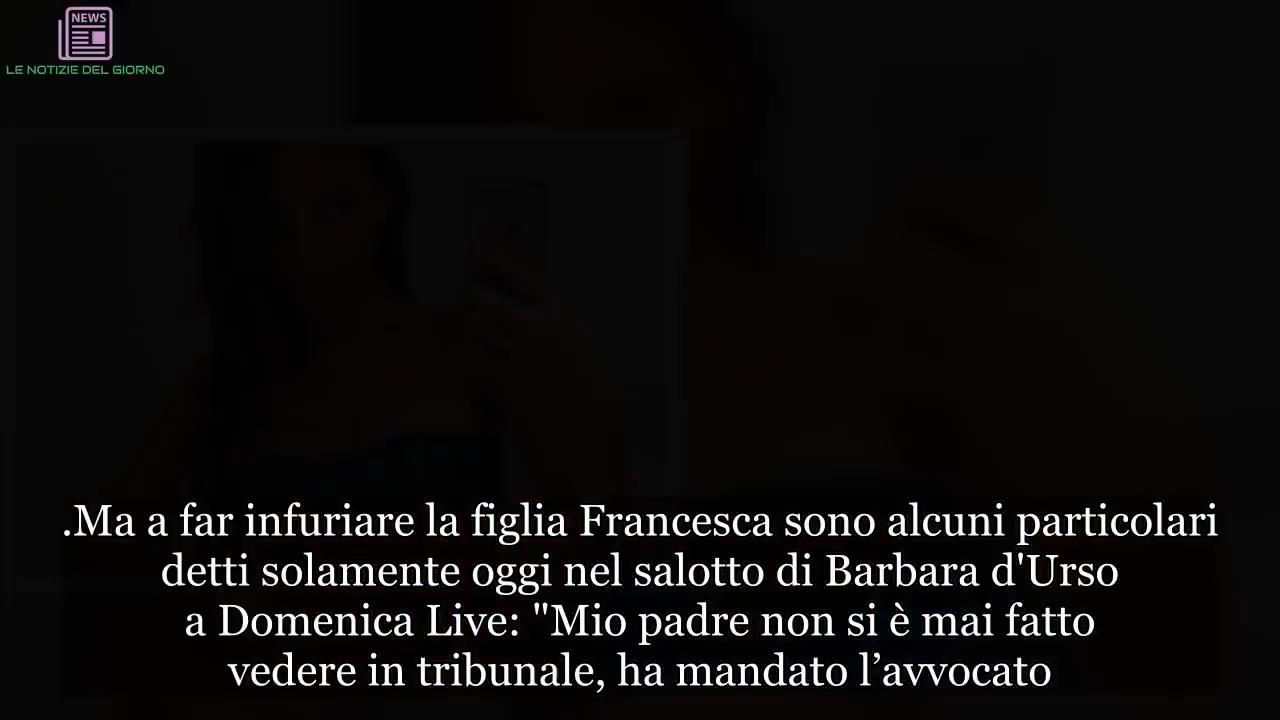 NEWS
LE NOTIZIE DEL GIORNO
.Ma a far infuriare la figlia Francesca sono alcuni particolari
detti solamente oggi nel salotto di Barbara d'Urso
a Domenica Live: "Mio padre non si è mai fatto
vedere in tribunale, ha mandato l’avvocato